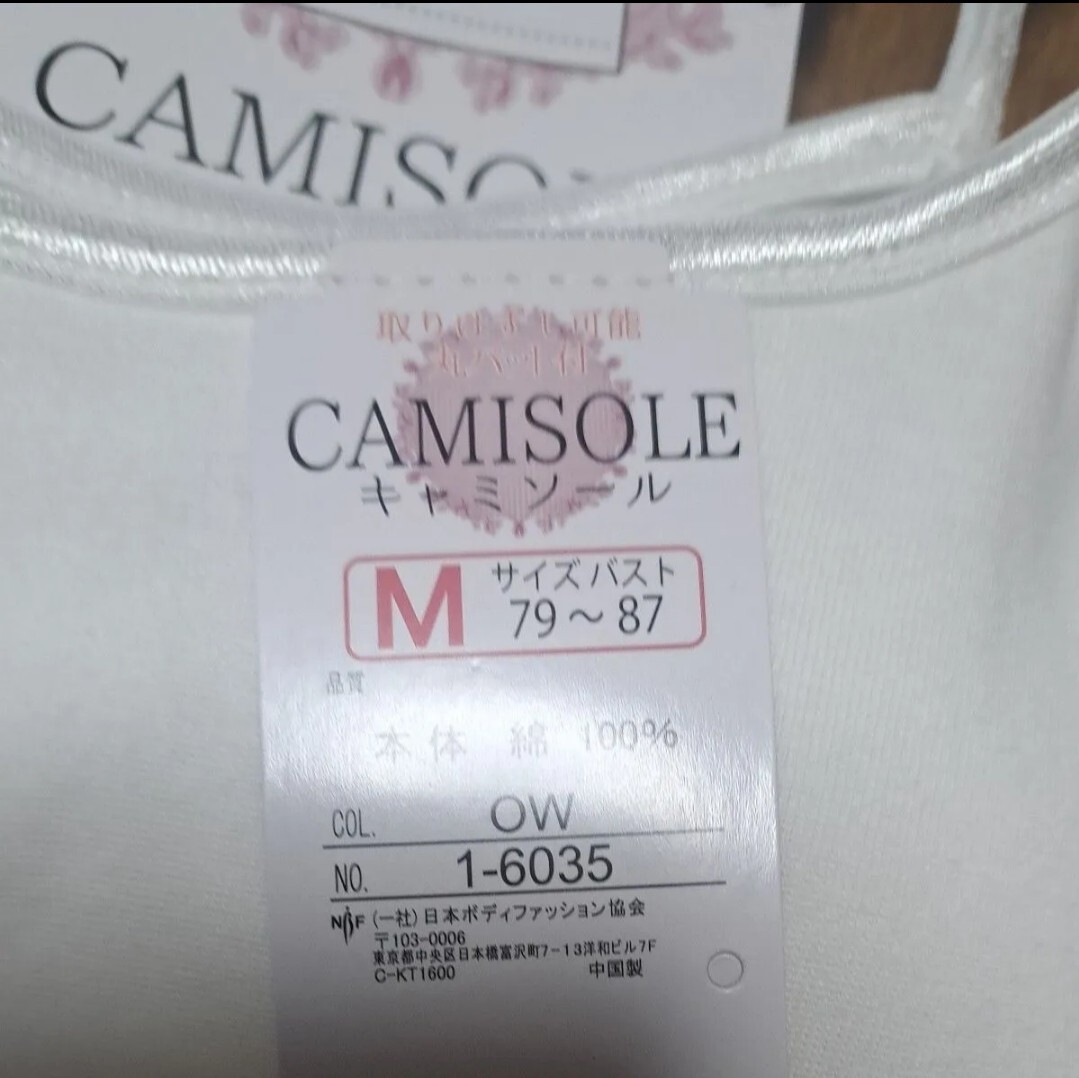 CAMISO
取りはずし可能
丸パット付
CAMISOLE
キャミソール
M サイズ バスト
79～87
品質
本体 綿 100%
COL. OW
NO. 1-6035
NBF (一社)日本ボディファッション協会
〒103-0006
東京都中央区日本橋富沢町7-13洋和ビル7F
C-KT1600 中国製